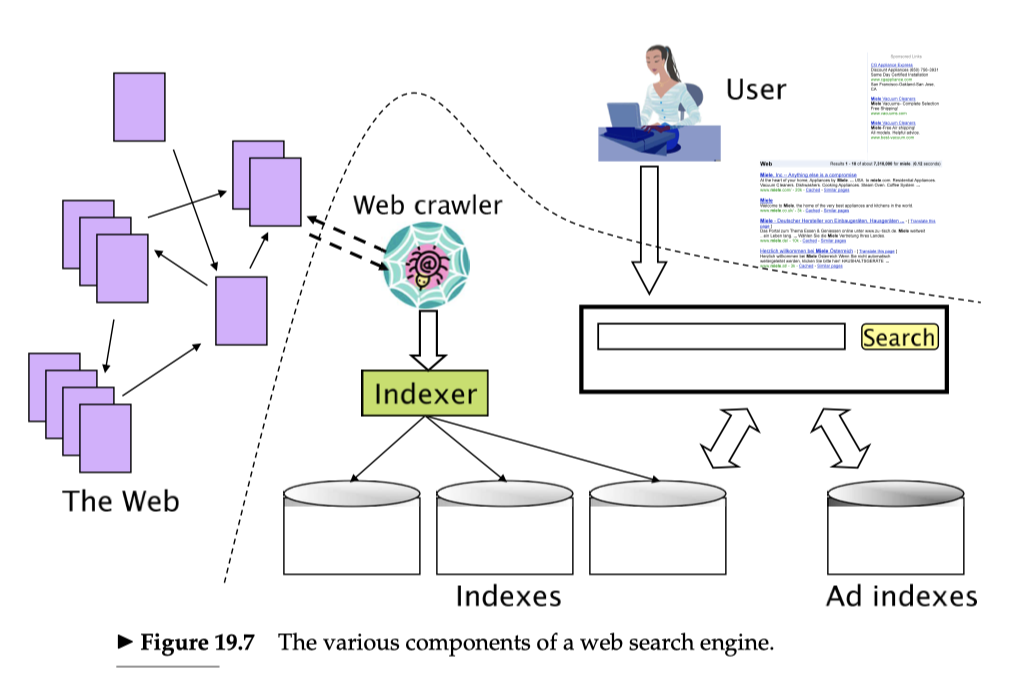 User
Sponsored Links
CG Appliance Express
Discount Appliances (650) 756-3931
Same Day Certified Installation
www.cgappliance.com
San Francisco-Oakland-San Jose,
CA
Miele Vacuum Cleaners
Miele Vacuums- Complete Selection
Free Shipping!
www.vacuums.com
Miele Vacuum Cleaners
Miele Free Air shipping!
All models. Helpful advice.
www.best-vacuum.com
Web
Results 1 - 10 of about 7,310,000 for miele. (0.12 seconds)
Miele, Inc -- Anything else is a compromise
At the heart of your home, Appliances by Miele. ... USA. to miele.com. Residential Appliances.
Vacuum Cleaners. Dishwashers. Cooking Appliances. Steam Oven. Coffee System ...
www.miele.com/ - 20k - Cached - Similar pages
Miele
Welcome to Miele, the home of the very best appliances and kitchens in the world.
www.miele.co.uk/ - 3k - Cached - Similar pages
Miele - Deutscher Hersteller von Einbaugeräten, Hausgeräten ... - [ Translate this
page ]
Das Portal zum Thema Essen & Geniessen online unter www.zu-tisch.de. Miele weltweit
...ein Leben lang. ... Wählen Sie die Miele Vertretung Ihres Landes.
www.miele.de/ - 10k - Cached - Similar pages
Herzlich willkommen bei Miele Österreich - [ Translate this page ]
Herzlich willkommen bei Miele Österreich Wenn Sie nicht automatisch
weitergeleitet werden, klicken Sie bitte hier! HAUSHALTSGERÄTE ...
www.miele.at/ - 3k - Cached - Similar pages
Web crawler
Search
Indexer
The Web
Indexes
Ad indexes
► Figure 19.7 The various components of a web search engine.